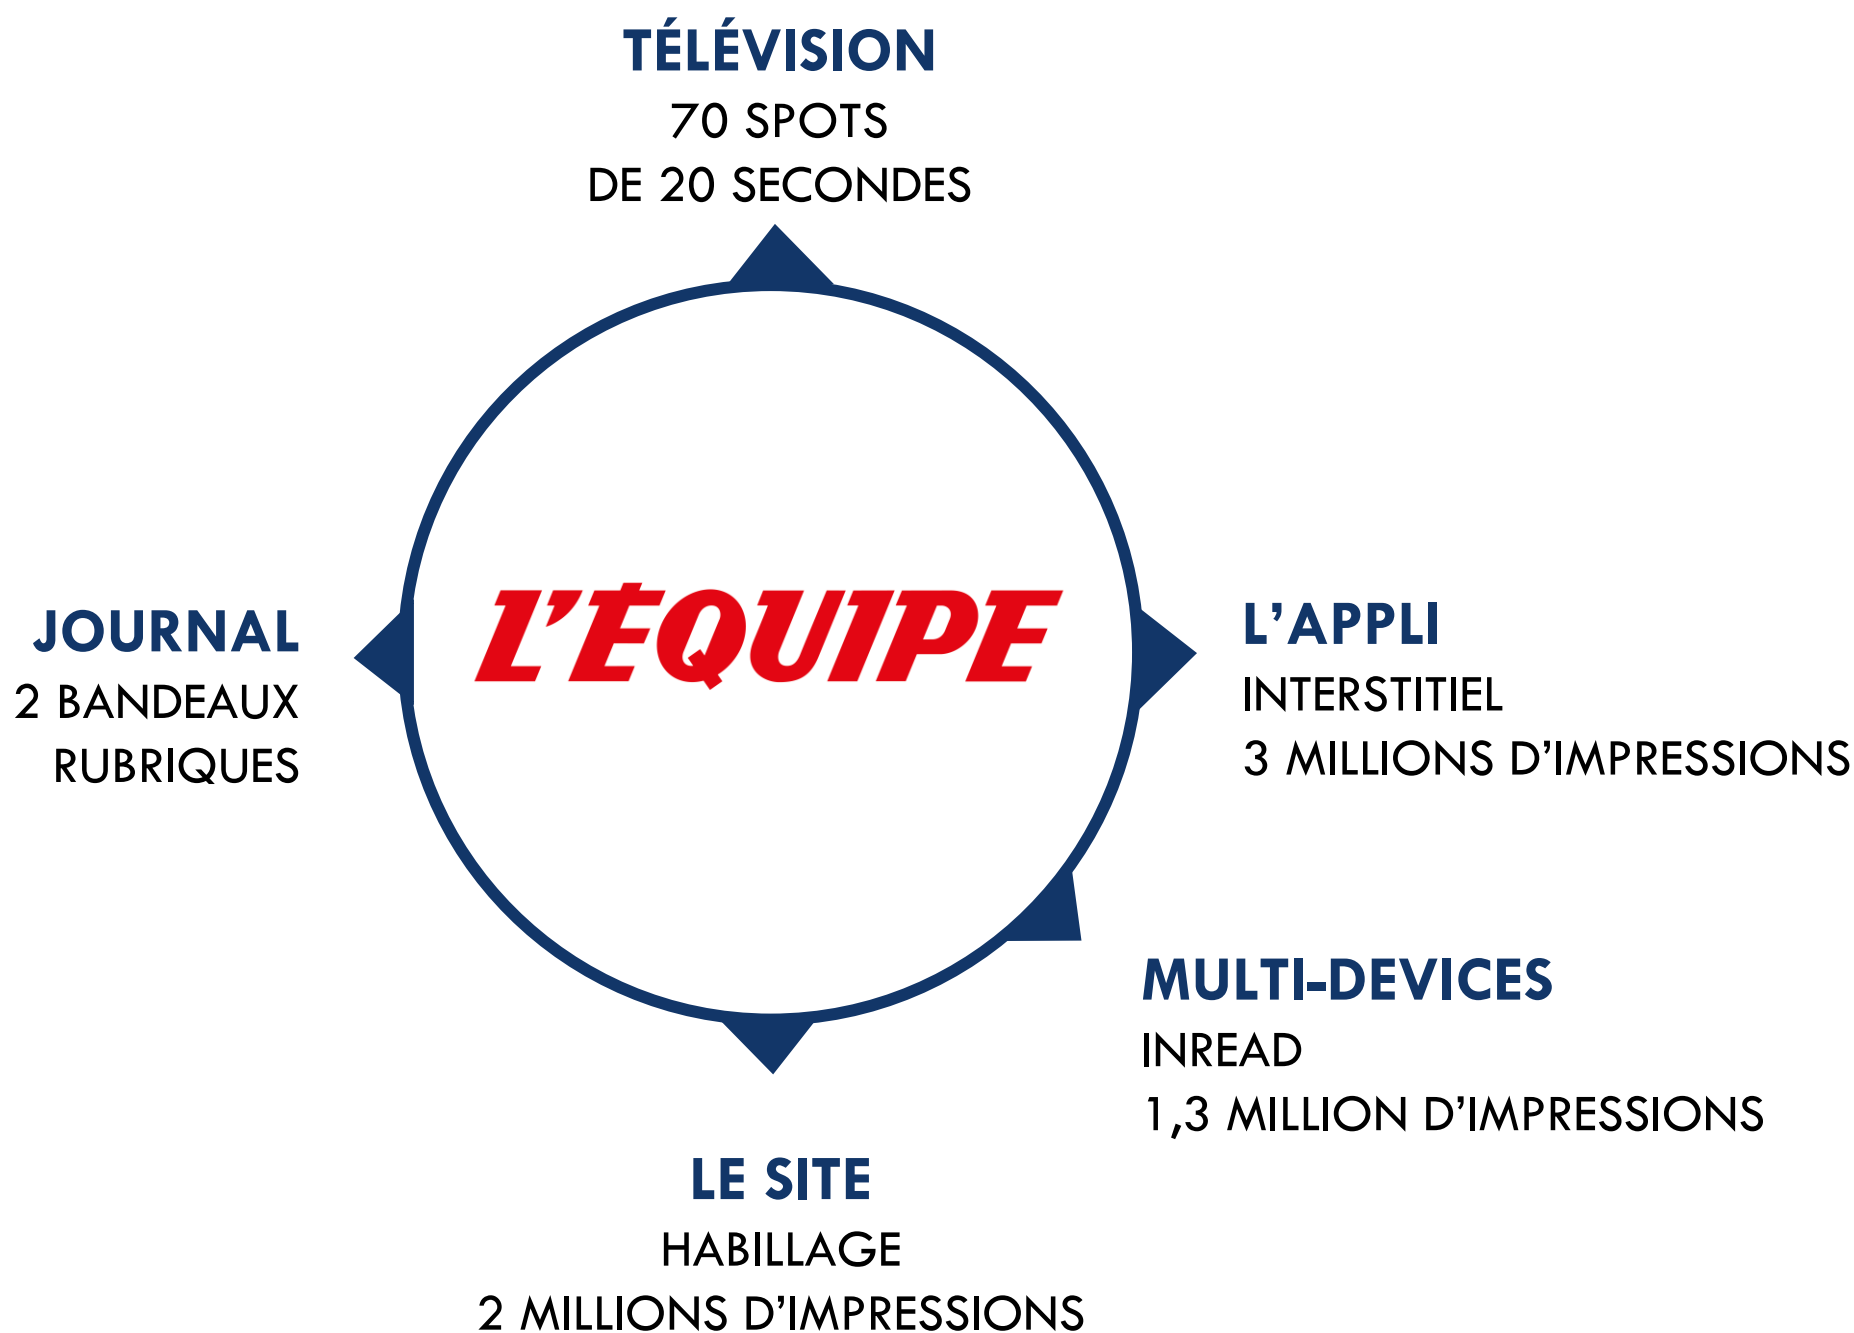 TÉLÉVISION
70 SPOTS
DE 20 SECONDES
JOURNAL
2 BANDEAUX
RUBRIQUES
L'ÉQUIPE
L'APPLI
INTERSTITIEL
3 MILLIONS D'IMPRESSIONS
MULTI-DEVICES
INREAD
1,3 MILLION D'IMPRESSIONS
LE SITE
HABILLAGE
2 MILLIONS D'IMPRESSIONS